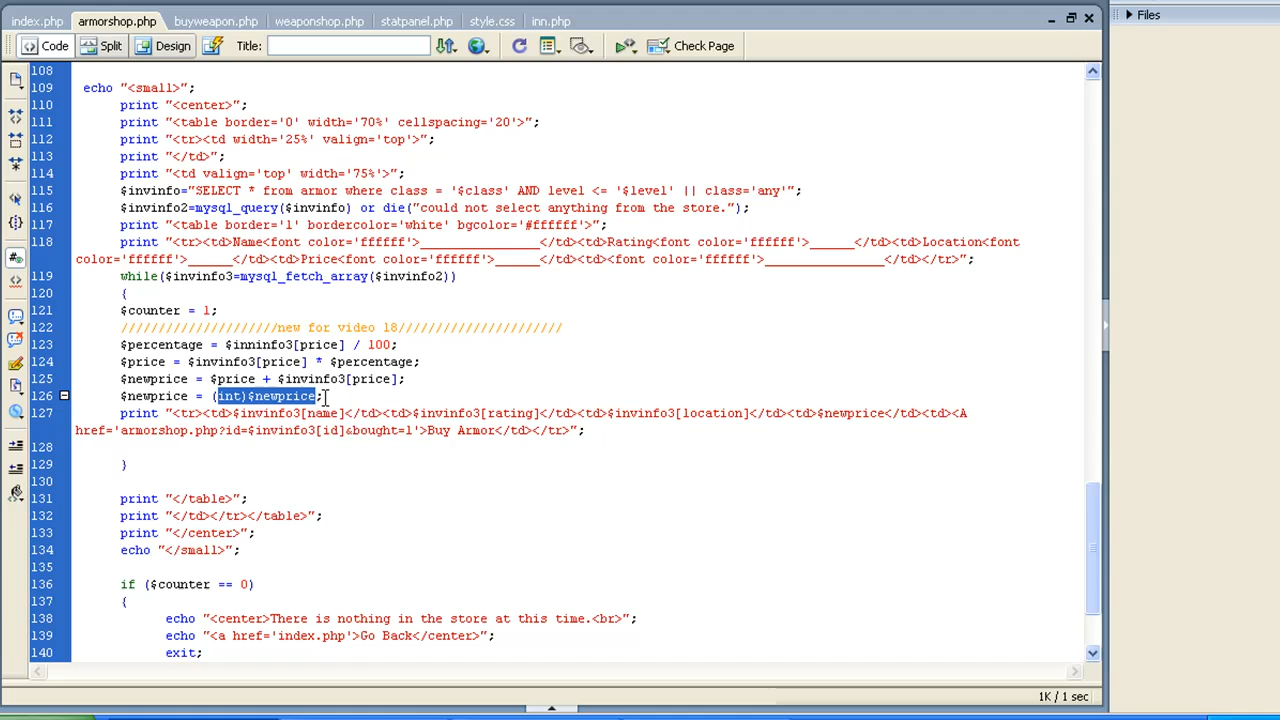 index.php armorshop.php buyweapon.php weaponshop.php statpanel.php style.css inn.php
Files
Code Split Design Title: Check Page
108
109 echo "<small>";
110 print "<center>";
111 print "<table border='0' width='70%' cellspacing='20'>";
112 print "<tr><td width='25%' valign='top'>";
113 print "</td>";
114 print "<td valign='top' width='75%'>";
115 $invinfo="SELECT * from armor where class = '$class' AND level <= '$level' || class='any'";
116 $invinfo2=mysql_query($invinfo) or die("could not select anything from the store.");
117 print "<table border='1' bordercolor='white' bgcolor='#ffffff'>";
118 print "<tr><td>Name<font color='ffffff'>________________</td><td>Rating<font color='ffffff'>______</td><td>Location<font
color='ffffff'>______</td><td>Price<font color='ffffff'>______</td><td><font color='ffffff'>________________</td></tr>";
119 while($invinfo3=mysql_fetch_array($invinfo2))
120 {
121 $counter = 1;
122 /////////////////////new for video 18//////////////////////
123 $percentage = $inninfo3[price] / 100;
124 $price = $invinfo3[price] * $percentage;
125 $newprice = $price + $invinfo3[price];
126 $newprice = (int)$newprice;
127 print "<tr><td>$invinfo3[name]</td><td>$invinfo3[rating]</td><td>$invinfo3[location]</td><td>$newprice</td><td><A
href='armorshop.php?id=$invinfo3[id]&bought=1'>Buy Armor</td></tr>";
128
129 }
130
131 print "</table>";
132 print "</td></tr></table>";
133 print "</center>";
134 echo "</small>";
135
136 if ($counter == 0)
137 {
138 echo "<center>There is nothing in the store at this time.<br>";
139 echo "<a href='index.php'>Go Back</center>";
140 exit;
1K / 1 sec